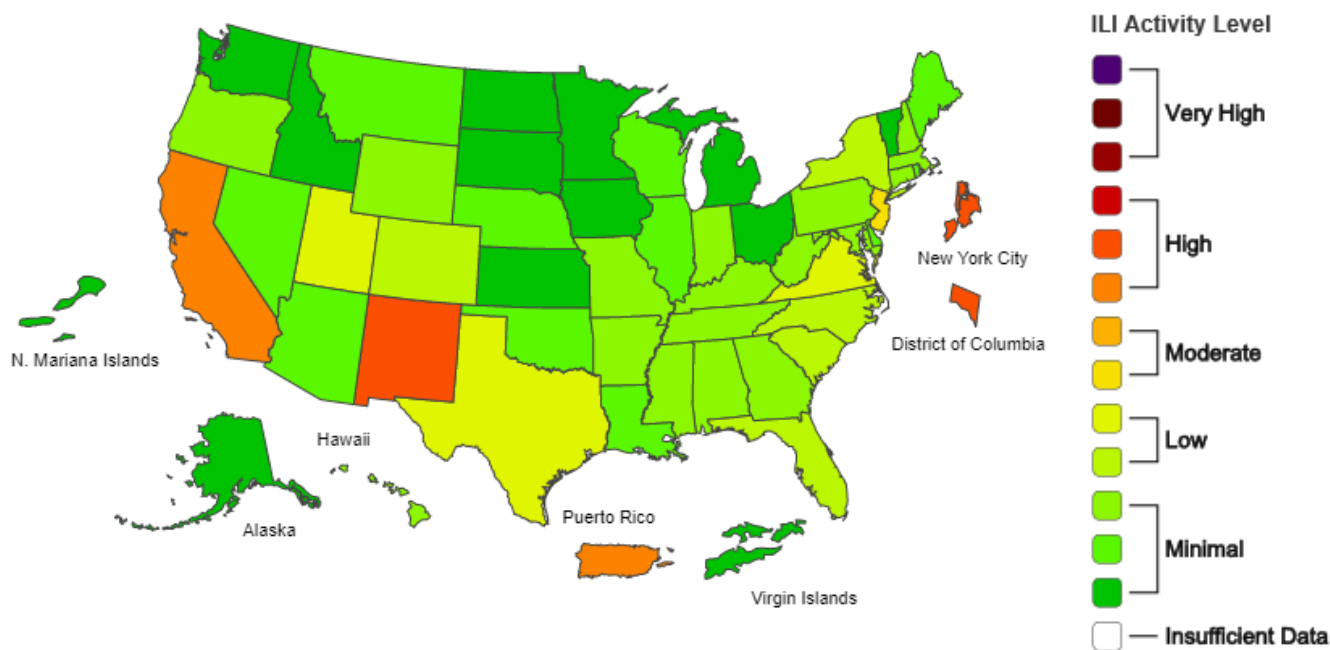 ILI Activity Level
Very High
High
New York City
District of Columbia
Moderate
N. Mariana Islands
Low
Hawaii
Alaska
Puerto Rico
Minimal
Virgin Islands
Insufficient Data